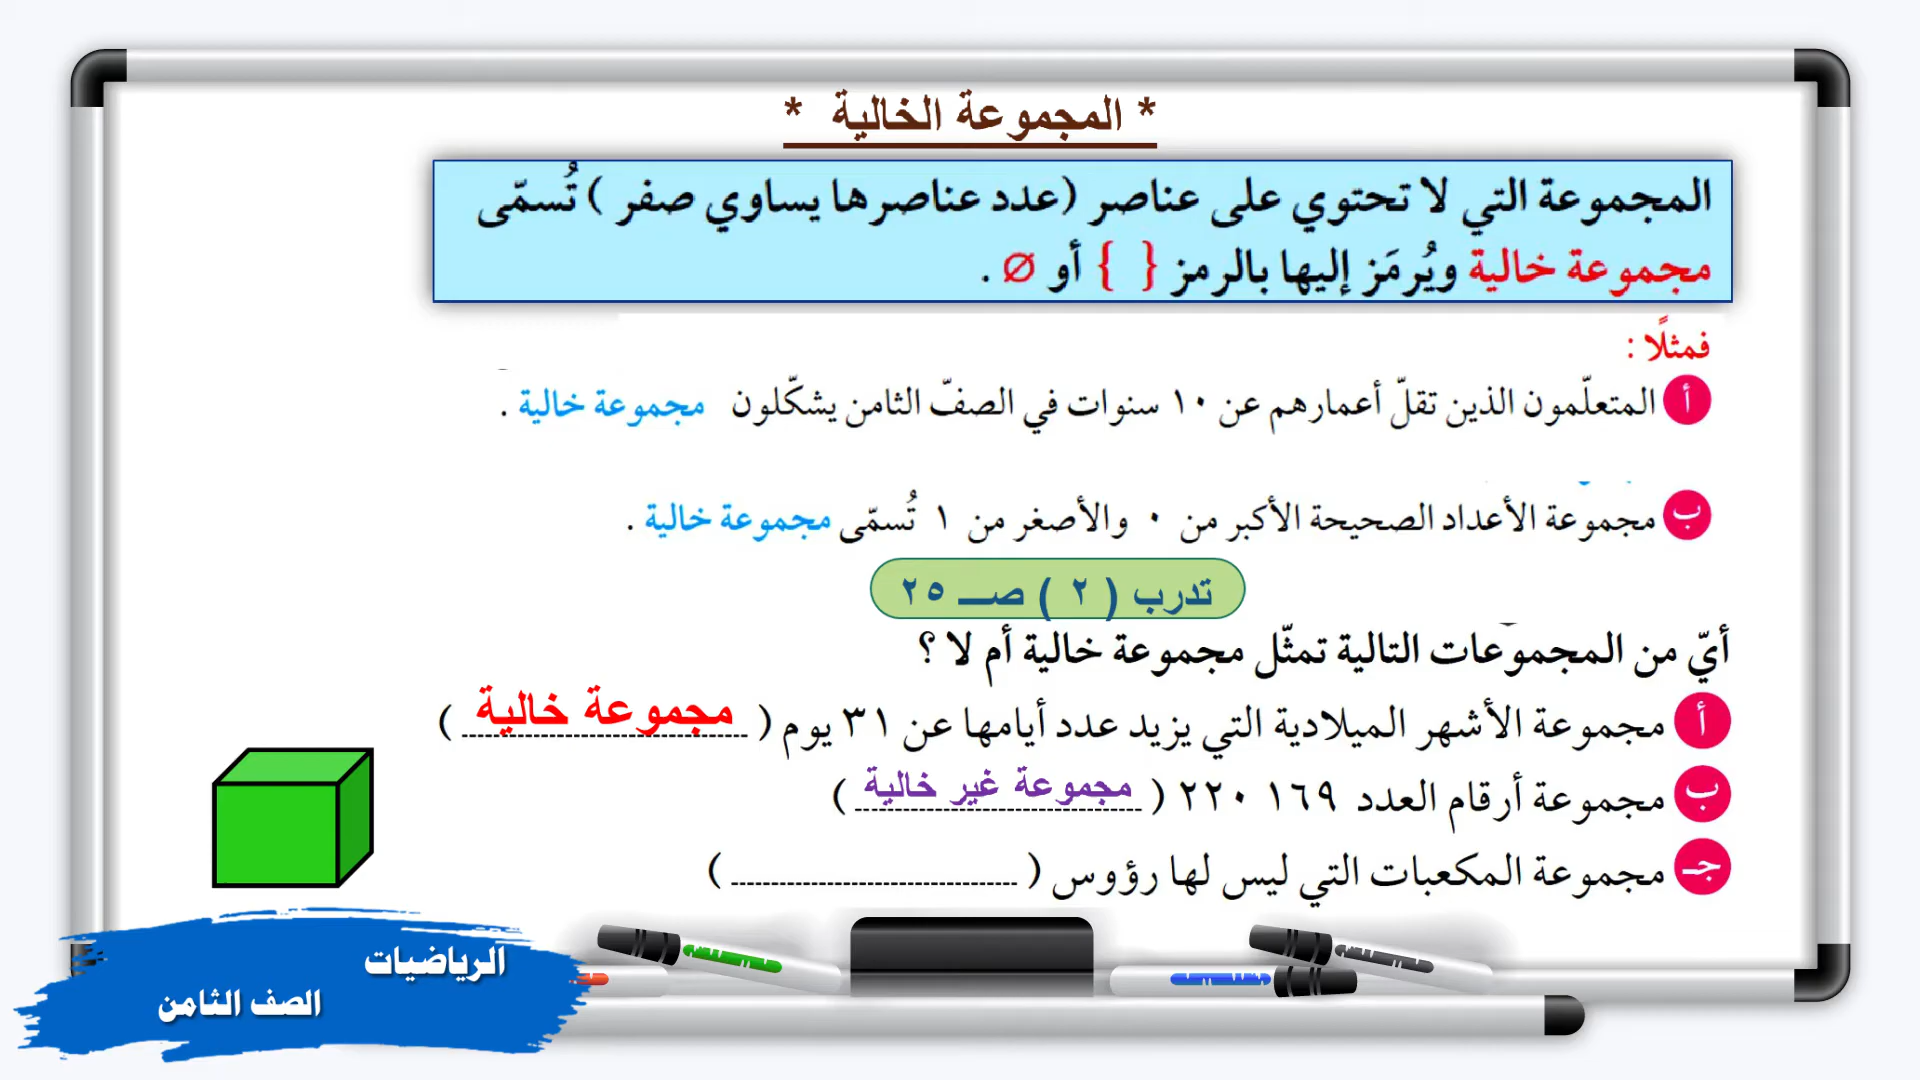 * المجموعة الخالية *
المجموعة التي لا تحتوي على عناصر (عدد عناصرها يساوي صفر ) تُسمّى
مجموعة خالية ويُرمَز إليها بالرمز { } أو ∅ .
فمثلًا :
أ المتعلّمون الذين تقلّ أعمارهم عن ١٠ سنوات في الصفّ الثامن يشكّلون مجموعة خالية .
ب مجموعة الأعداد الصحيحة الأكبر من ٠ والأصغر من ١ تُسمّى مجموعة خالية .
تدرب ( ٢ ) صـــ ٢٥
أيّ من المجموعات التالية تمثّل مجموعة خالية أم لا ؟
أ مجموعة الأشهر الميلادية التي يزيد عدد أيامها عن ٣١ يوم ( مجموعة خالية )
ب مجموعة أرقام العدد ١٦٩ ٢٢٠ ( مجموعة غير خالية )
جـ مجموعة المكعبات التي ليس لها رؤوس ( .............................. )
الرياضيات
الصف الثامن